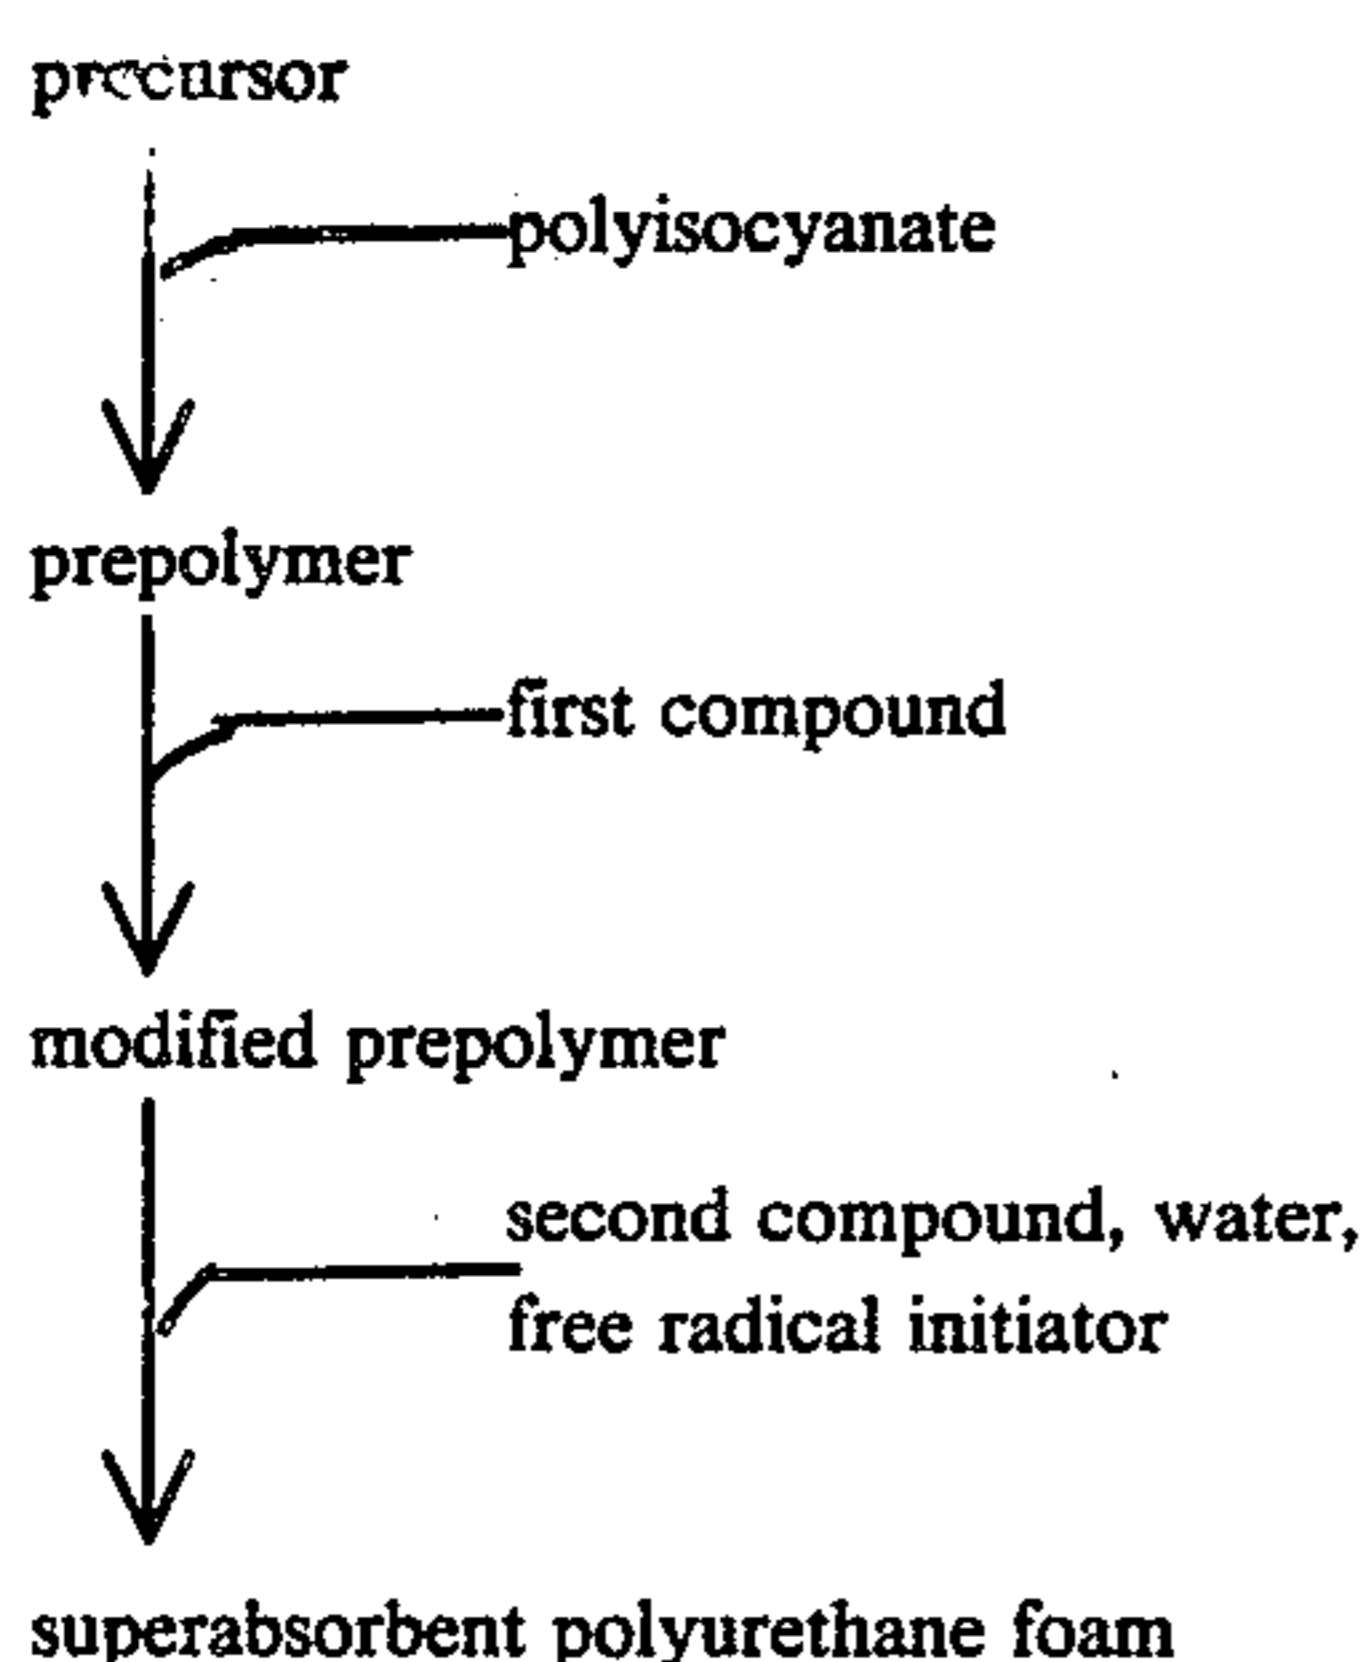 precursor
polyisocyanate
prepolymer
first compound
modified prepolymer
second compound, water,
free radical initiator
superabsorbent polyurethane foam